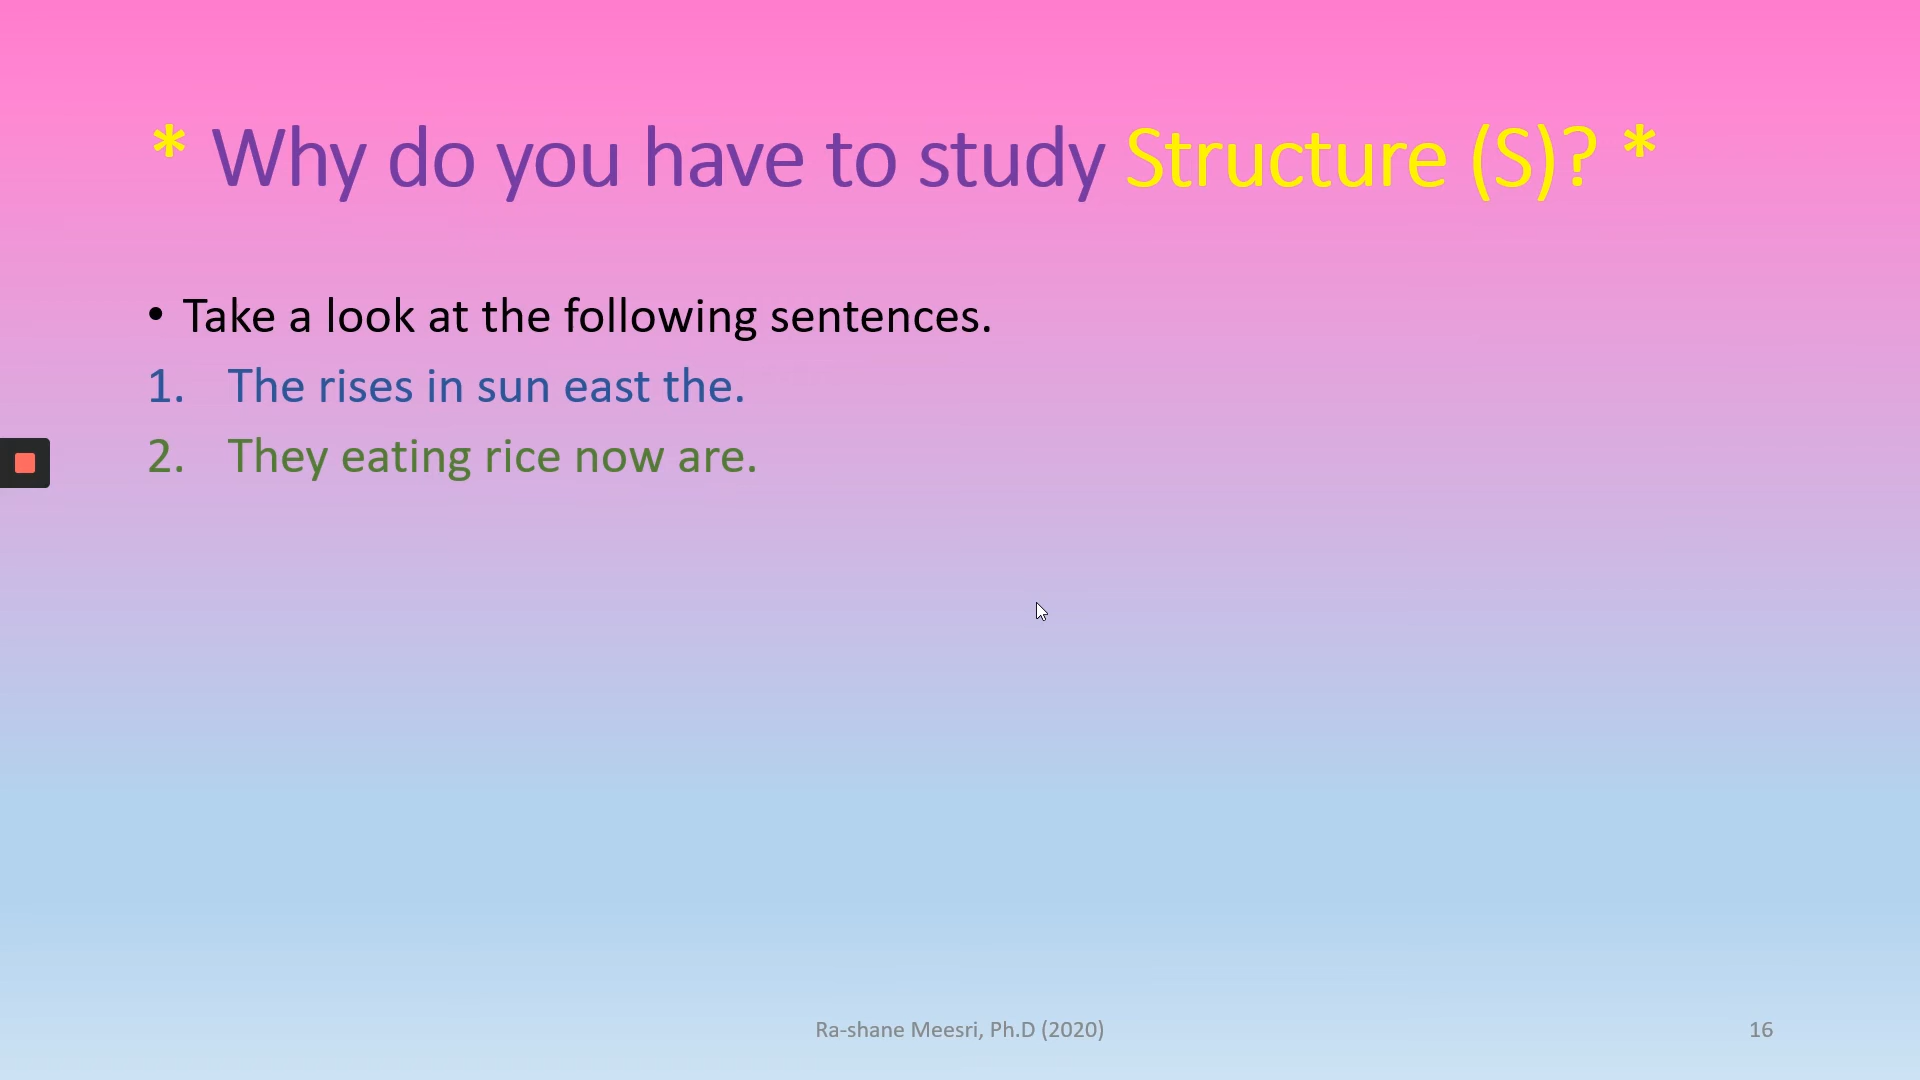 * Why do you have to study Structure (S)? *
• Take a look at the following sentences.
1. The rises in sun east the.
2. They eating rice now are.
Ra-shane Meesri, Ph.D (2020)
16